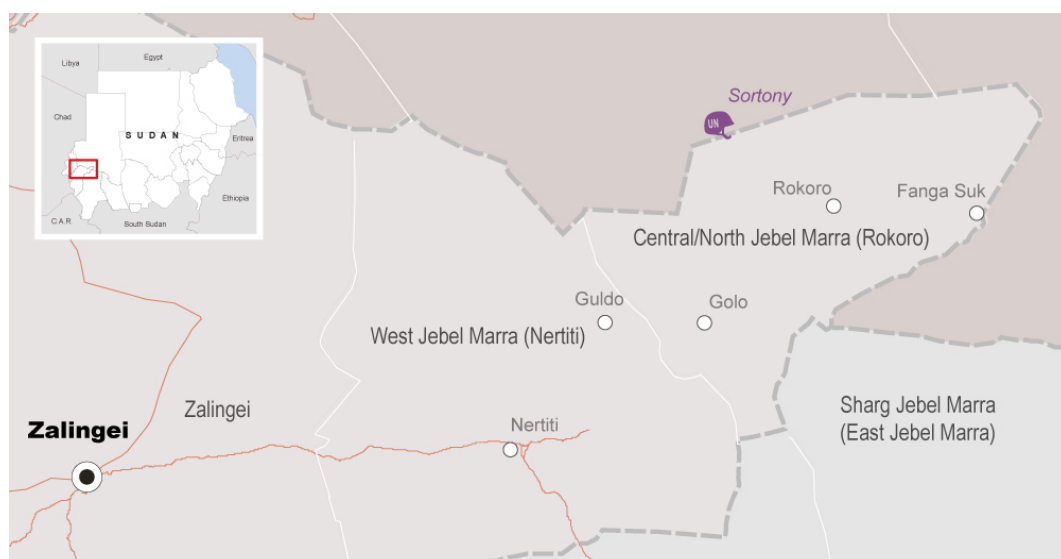 Libya
Egypt
Chad
SUDAN
Eritrea
Ethiopia
C.A.R.
South Sudan
Sortony
UN
Rokoro
Fanga Suk
Central/North Jebel Marra (Rokoro)
Guldo
Golo
West Jebel Marra (Nertiti)
Zalingei
Sharg Jebel Marra
(East Jebel Marra)
Zalingei
Nertiti